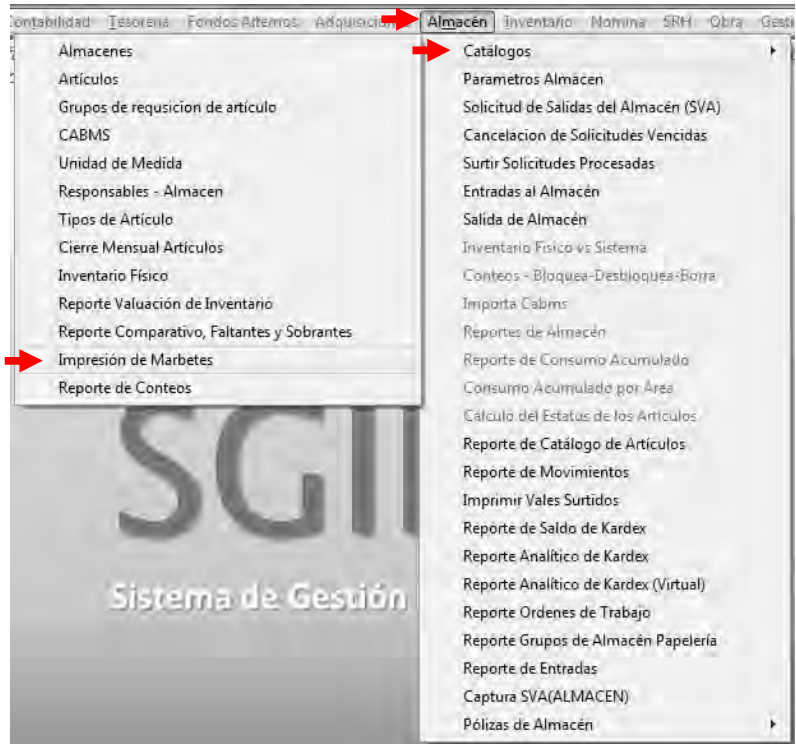 Contabilidad Tesorería Fondos Alternos Adquisicion Almacén Inventario Nomina SRH Obra Gesti
Almacenes
Artículos
Grupos de requsicion de artículo
CABMS
Unidad de Medida
Responsables - Almacen
Tipos de Artículo
Cierre Mensual Artículos
Inventario Físico
Reporte Valuación de Inventario
Reporte Comparativo, Faltantes y Sobrantes
Impresión de Marbetes
Reporte de Conteos
Catálogos
Parametros Almacen
Solicitud de Salidas del Almacén (SVA)
Cancelacion de Solicitudes Vencidas
Surtir Solicitudes Procesadas
Entradas al Almacén
Salida de Almacén
Inventario Fisico vs Sistema
Conteos - Bloquea-Desbloquea-Borra
Importa Cabms
Reportes de Almacén
Reporte de Consumo Acumulado
Consumo Acumulado por Area
Cálculo del Estatus de los Artículos
Reporte de Catálogo de Artículos
Reporte de Movimientos
Imprimir Vales Surtidos
Reporte de Saldo de Kardex
Reporte Analítico de Kardex
Reporte Analítico de Kardex (Virtual)
Reporte Ordenes de Trabajo
Reporte Grupos de Almacén Papelería
Reporte de Entradas
Captura SVA(ALMACEN)
Pólizas de Almacén
SGI
Sistema de Gestión